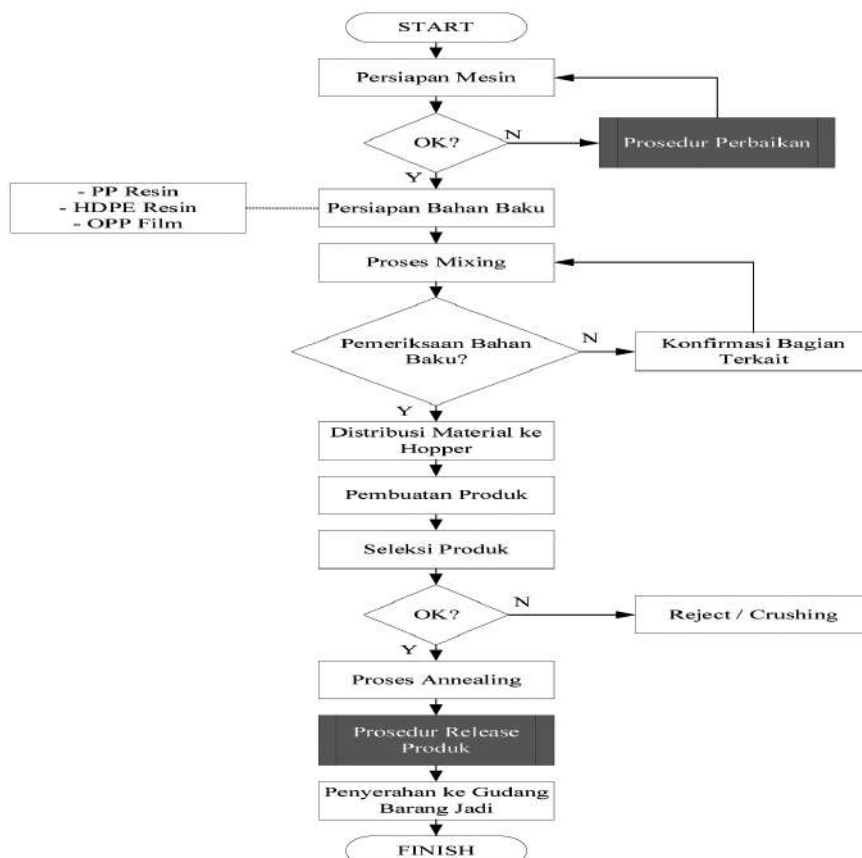 START
Persiapan Mesin
OK?
N
Prosedur Perbaikan
Y
- PP Resin
- HDPE Resin
- OPP Film
Persiapan Bahan Baku
Proses Mixing
Pemeriksaan Bahan
Baku?
N
Konfirmasi Bagian
Terkait
Y
Distribusi Material ke
Hopper
Pembuatan Produk
Seleksi Produk
OK?
N
Reject / Crushing
Y
Proses Annealing
Prosedur Release
Produk
Penyerahan ke Gudang
Barang Jadi
FINISH